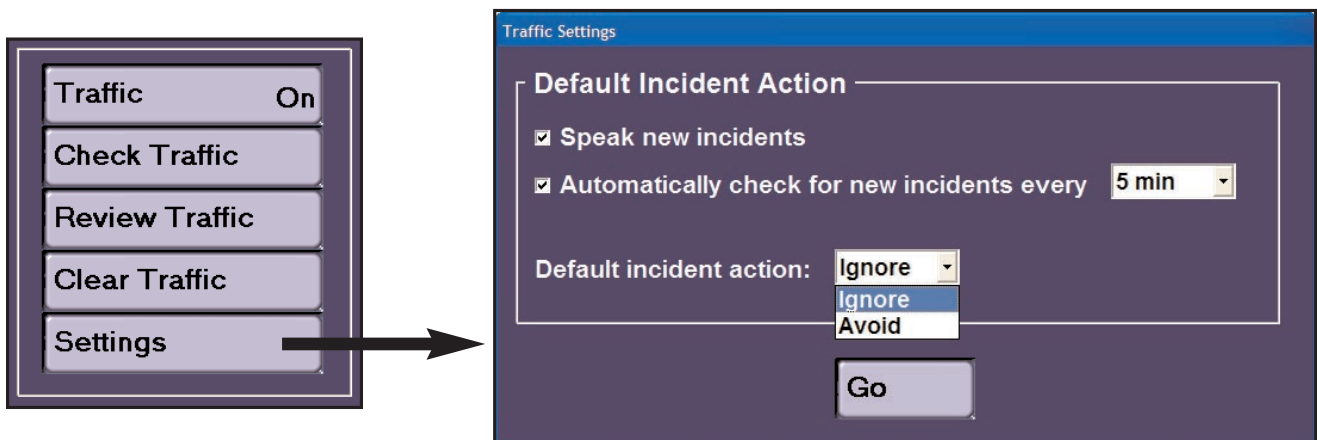 Traffic On
Check Traffic
Review Traffic
Clear Traffic
Settings
Traffic Settings
Default Incident Action
Speak new incidents
Automatically check for new incidents every 5 min
Default incident action: Ignore
Ignore
Avoid
Go